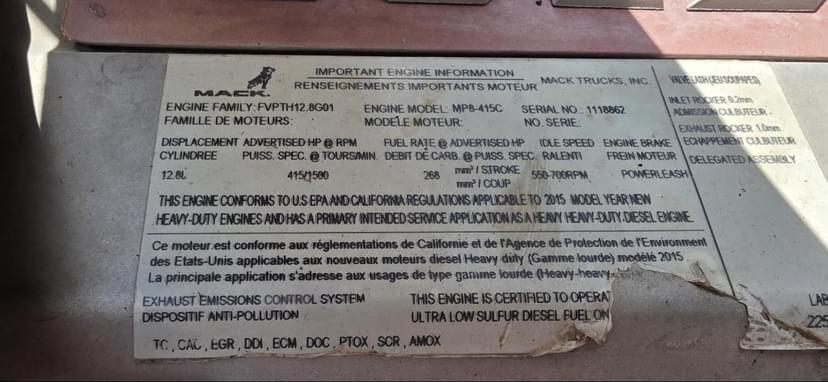 IMPORTANT ENGINE INFORMATION
RENSEIGNEMENTS IMPORTANTS MOTEUR
MACK TRUCKS, INC.
MACK
ENGINE FAMILY: FVPTH12.8G01 ENGINE MODEL: MP8-415C SERIAL NO.: 1118862
FAMILLE DE MOTEURS: MODELE MOTEUR: NO. SERIE:
DISPLACEMENT ADVERTISED HP @ RPM FUEL RATE @ ADVERTISED HP IDLE SPEED ENGINE BRAKE
CYLINDREE PUISS. SPEC. @ TOURS/MIN. DEBIT DE CARB. @ PUISS. SPEC. RALENTI FREIN MOTEUR
12.8L 415/1500 268 mm³ / STROKE 550-700RPM POWERLEASH
mm³ / COUP
THIS ENGINE CONFORMS TO U.S EPA AND CALIFORNIA REGULATIONS APPLICABLE TO 2015 MODEL YEAR NEW
HEAVY-DUTY ENGINES AND HAS A PRIMARY INTENDED SERVICE APPLICATION AS A HEAVY HEAVY-DUTY DIESEL ENGINE.
Ce moteur est conforme aux réglementations de Californie et de l'Agence de Protection de l'Environment
des Etats-Unis applicables aux nouveaux moteurs diesel Heavy duty (Gamme lourde) modélé 2015
La principale application s'adresse aux usages de type gamme lourde (Heavy-heavy-
EXHAUST EMISSIONS CONTROL SYSTEM THIS ENGINE IS CERTIFIED TO OPERAT
DISPOSITIF ANTI-POLLUTION ULTRA LOW SULFUR DIESEL FUEL ON
TC , CAC, EGR , DDI , ECM , DOC , PTOX , SCR , AMOX
VALVE LASH (JEU SOUPAPES)
INLET ROCKER 0.2mm
ADMISSION CULBUTEUR
EXHAUST ROCKER 1.0mm
ECHAPPEMENT CULBUTEUR
DELEGATED ASSEMBLY
LAB
225